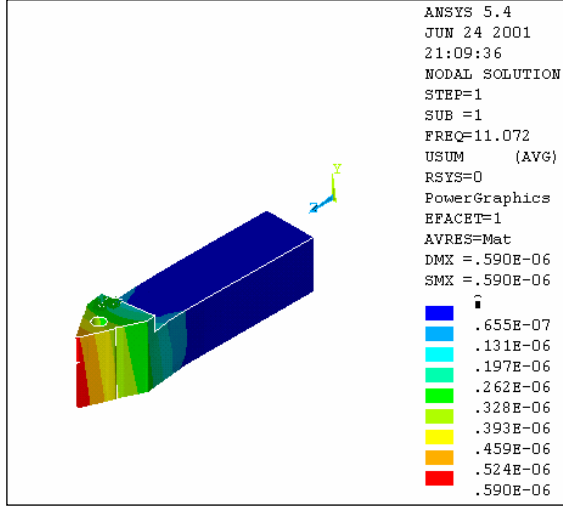 ANSYS 5.4
JUN 24 2001
21:09:36
NODAL SOLUTION
STEP=1
SUB =1
FREQ=11.072
USUM (AVG)
RSYS=0
PowerGraphics
EFACET=1
AVRES=Mat
DMX =.590E-06
SMX =.590E-06
Y
Z
.655E-07
.131E-06
.197E-06
.262E-06
.328E-06
.393E-06
.459E-06
.524E-06
.590E-06